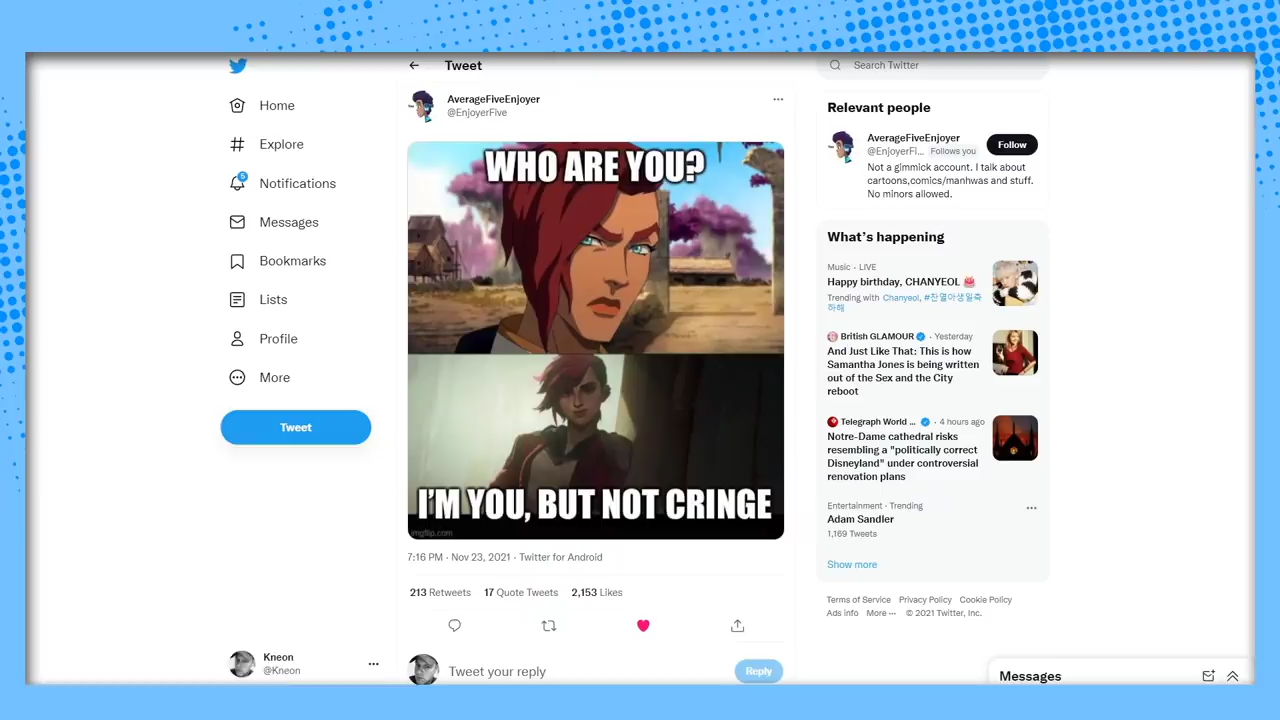 Home
Explore
5
Notifications
Messages
Bookmarks
Lists
Profile
More
Tweet
Kneon
@Kneon
Tweet
AverageFiveEnjoyer
@EnjoyerFive
WHO ARE YOU?
I'M YOU, BUT NOT CRINGE
imgflip.com
7:16 PM · Nov 23, 2021 · Twitter for Android
213 Retweets 17 Quote Tweets 2,153 Likes
Tweet your reply
Reply
Search Twitter
Relevant people
AverageFiveEnjoyer
@EnjoyerFi... Follows you
Follow
Not a gimmick account. I talk about
cartoons,comics/manhwas and stuff.
No minors allowed.
What's happening
Music · LIVE
Happy birthday, CHANYEOL
Trending with Chanyeol, #찬열아생일축
하해
British GLAMOUR · Yesterday
And Just Like That: This is how
Samantha Jones is being written
out of the Sex and the City
reboot
Telegraph World ... · 4 hours ago
Notre-Dame cathedral risks
resembling a "politically correct
Disneyland" under controversial
renovation plans
Entertainment · Trending
Adam Sandler
1,169 Tweets
Show more
Terms of Service Privacy Policy Cookie Policy
Ads info More ··· © 2021 Twitter, Inc.
Messages